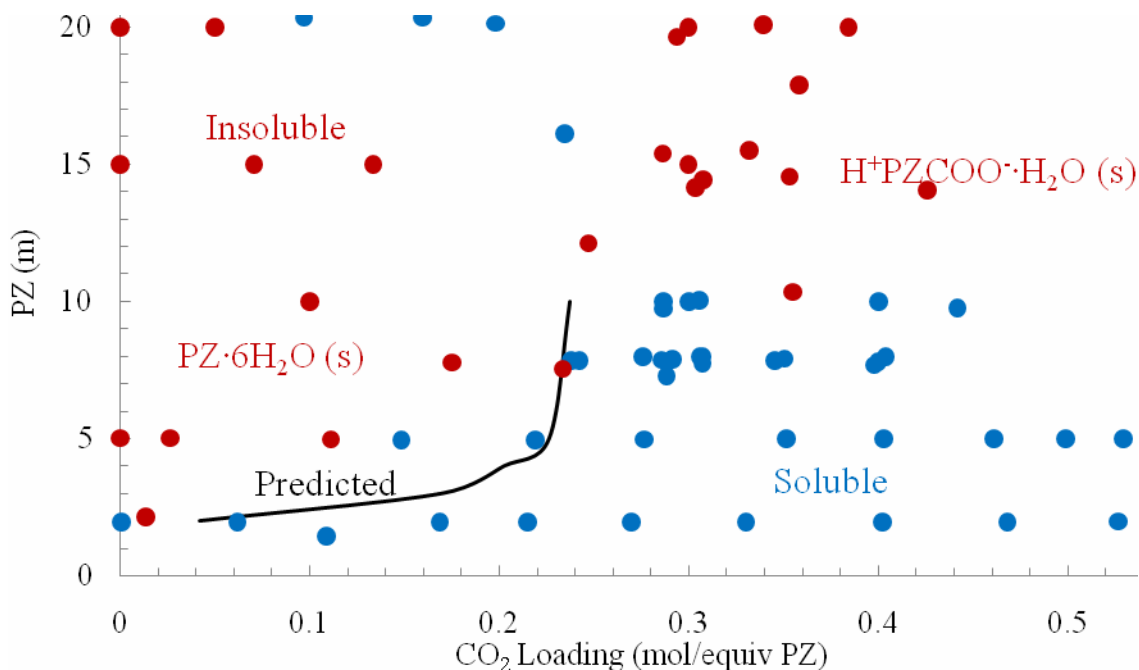 20
Insoluble
15
H⁺PZCOO⁻·H₂O (s)
PZ (m)
10
PZ·6H₂O (s)
5
Predicted
Soluble
0
0 0.1 0.2 0.3 0.4 0.5
CO₂ Loading (mol/equiv PZ)